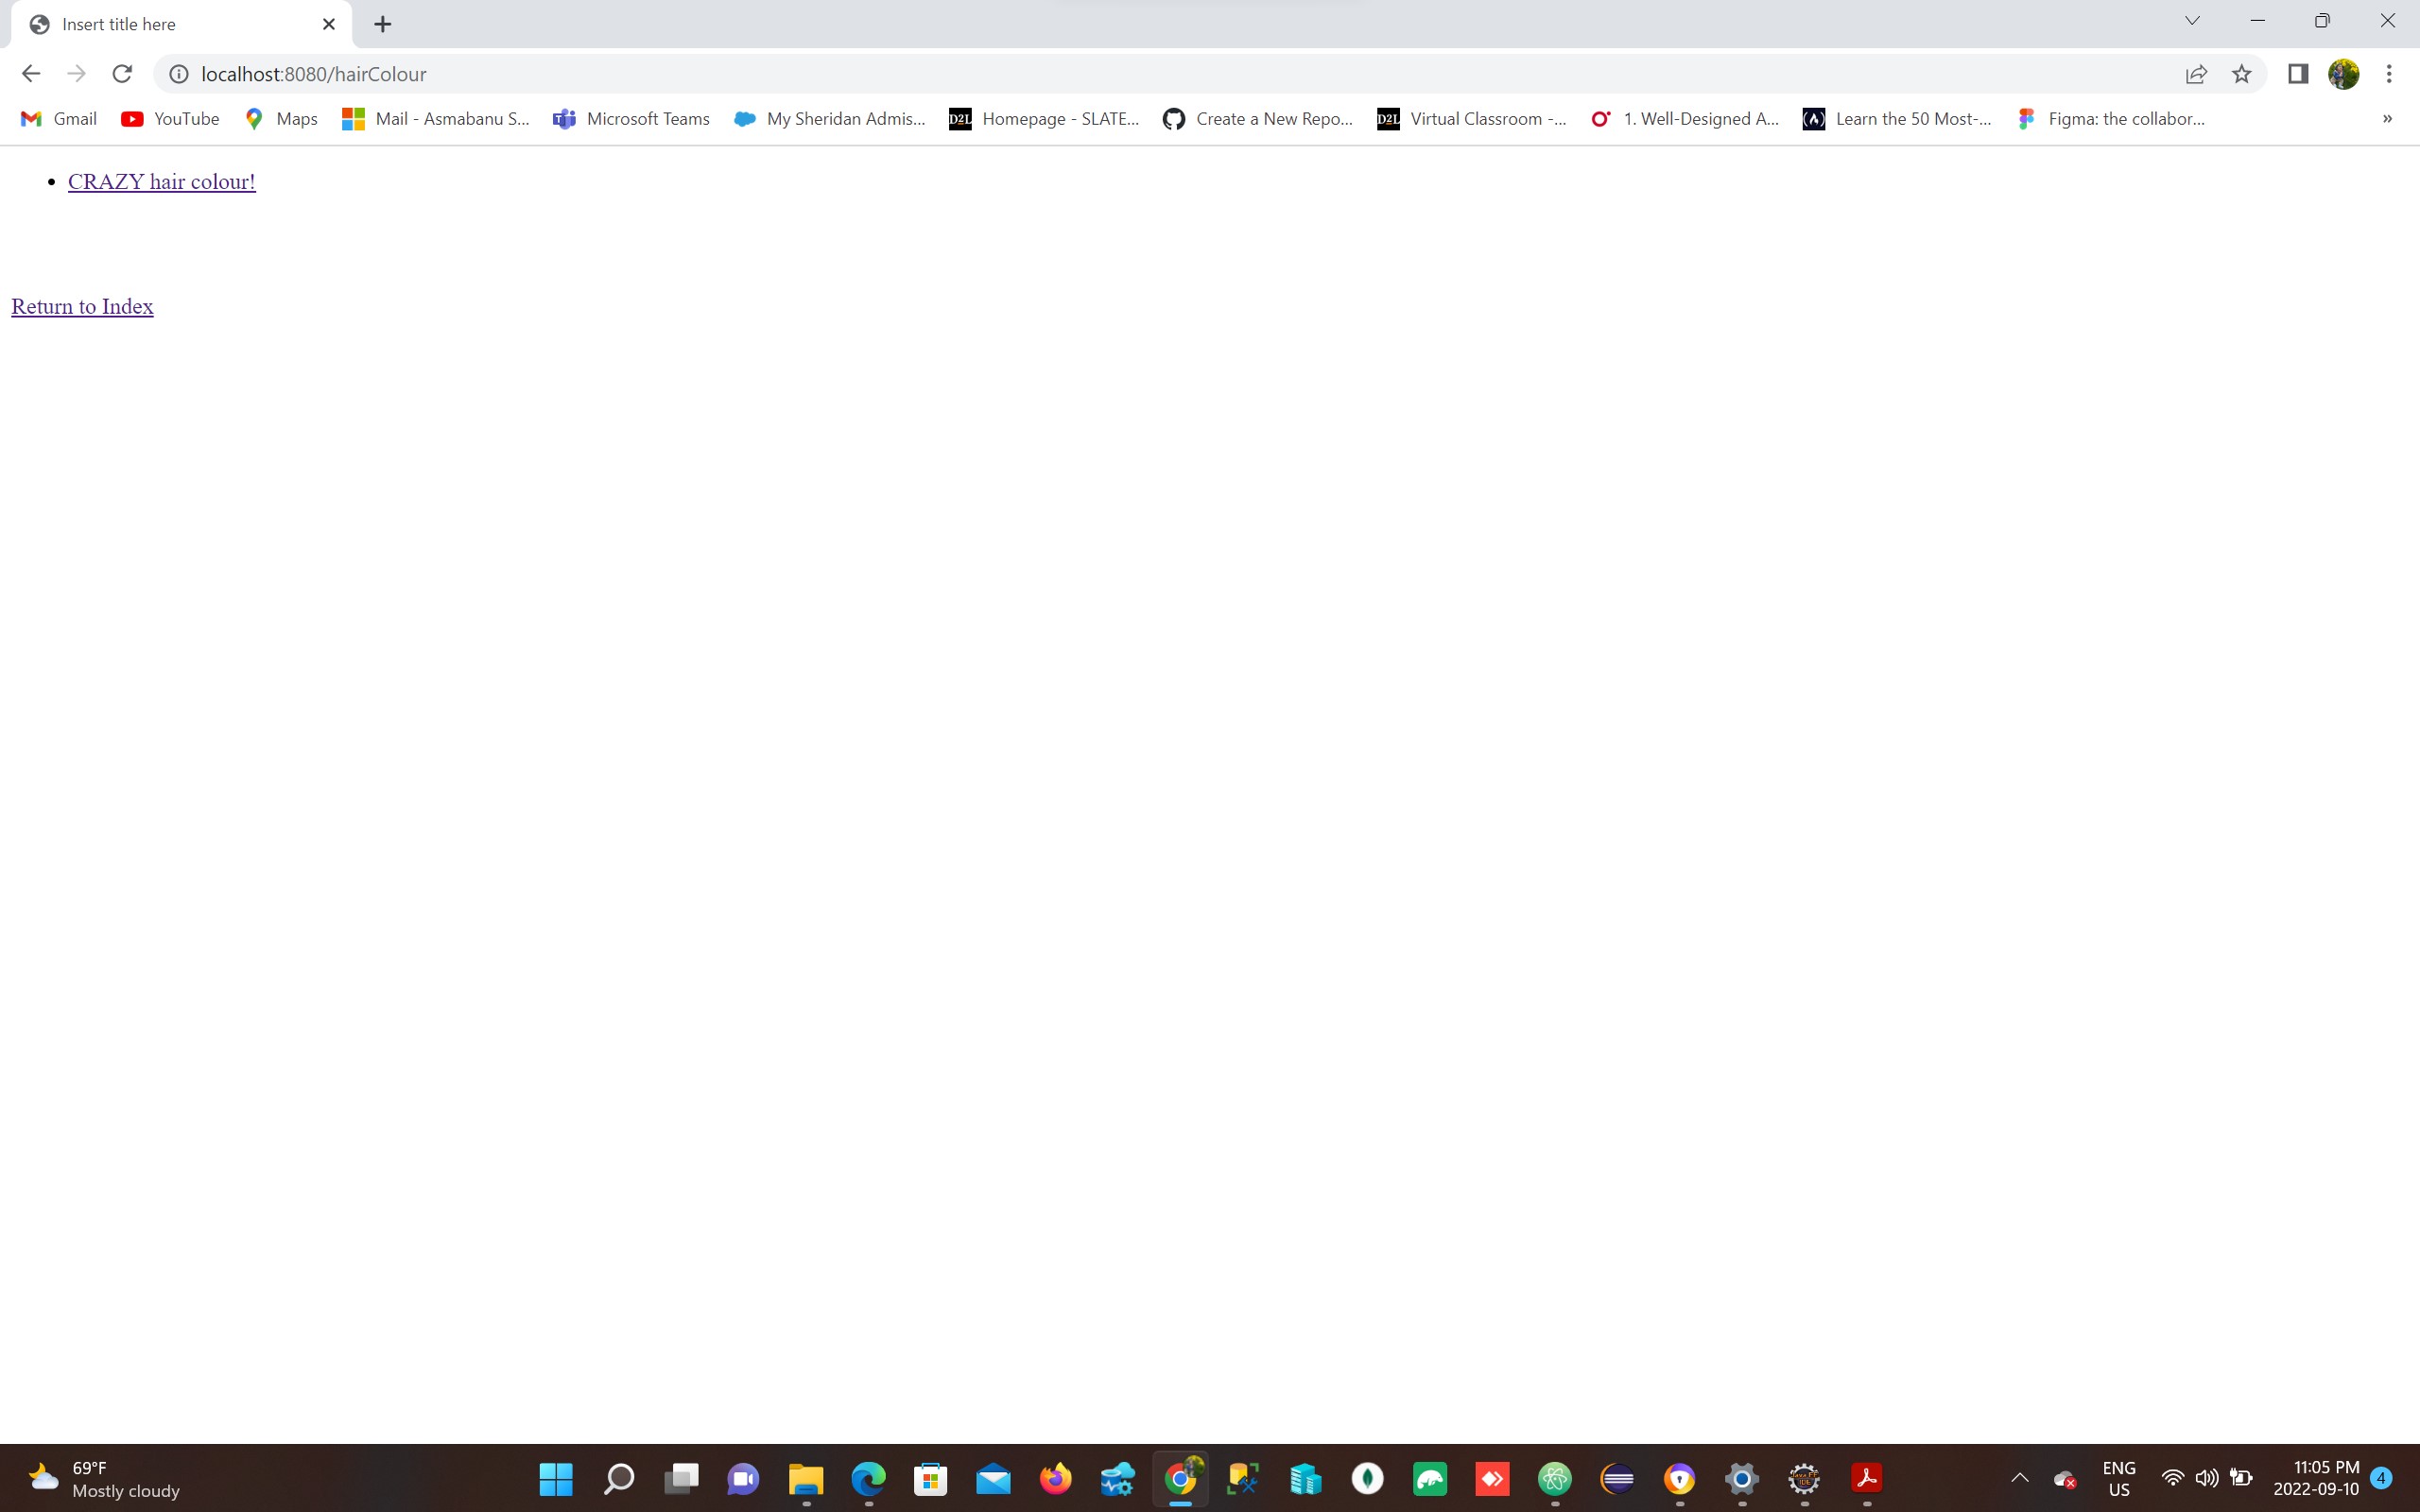 Insert title here
localhost:8080/hairColour
Gmail YouTube Maps Mail - Asmabanu S... Microsoft Teams My Sheridan Admis... D2L Homepage - SLATE... Create a New Repo... D2L Virtual Classroom -... 1. Well-Designed A... Learn the 50 Most-... Figma: the collabor... »
• CRAZY hair colour!
Return to Index
69°F
Mostly cloudy
ENG
US
11:05 PM
2022-09-10
4